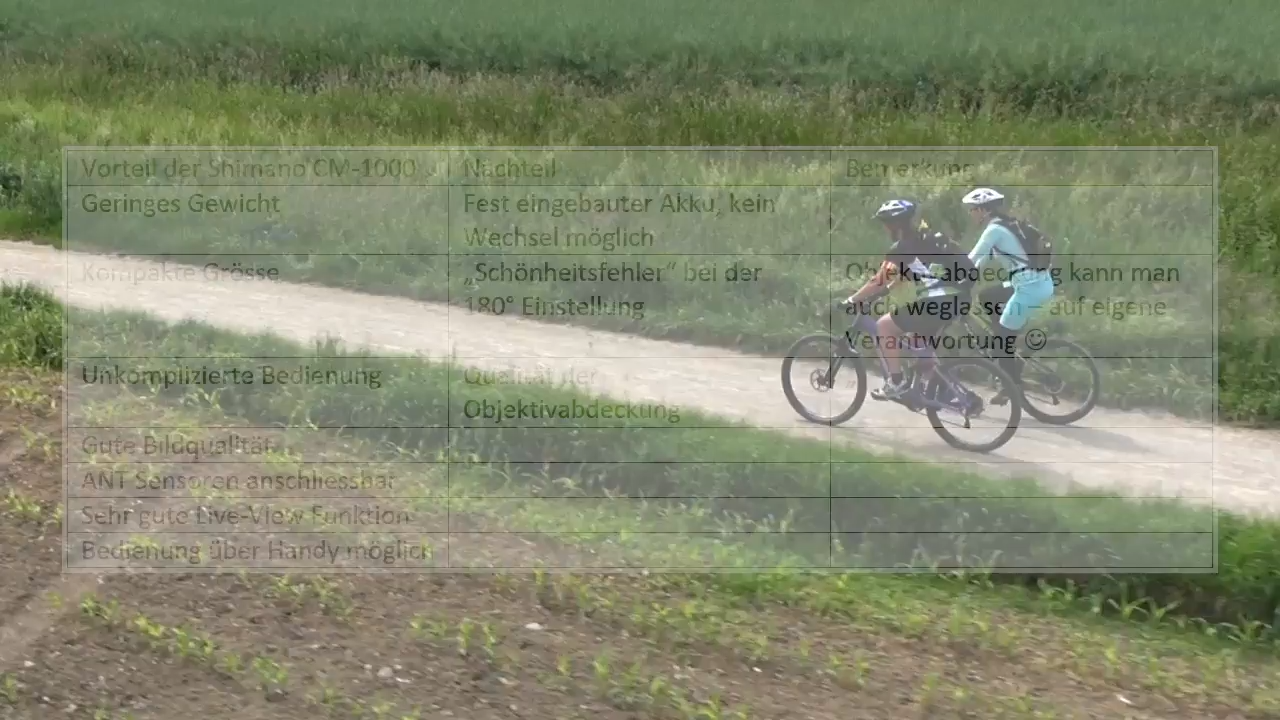 Vorteil der Shimano CM-1000 Nachteil Bemerkung
Geringes Gewicht Fest eingebauter Akku, kein
Wechsel möglich
Kompakte Grösse „Schönheitsfehler“ bei der Objektivabdeckung kann man
180° Einstellung auch weglassen – auf eigene
Verantwortung ☺
Unkomplizierte Bedienung Qualität der
Objektivabdeckung
Gute Bildqualität
ANT Sensoren anschliessbar
Sehr gute Live-View Funktion
Bedienung über Handy möglich